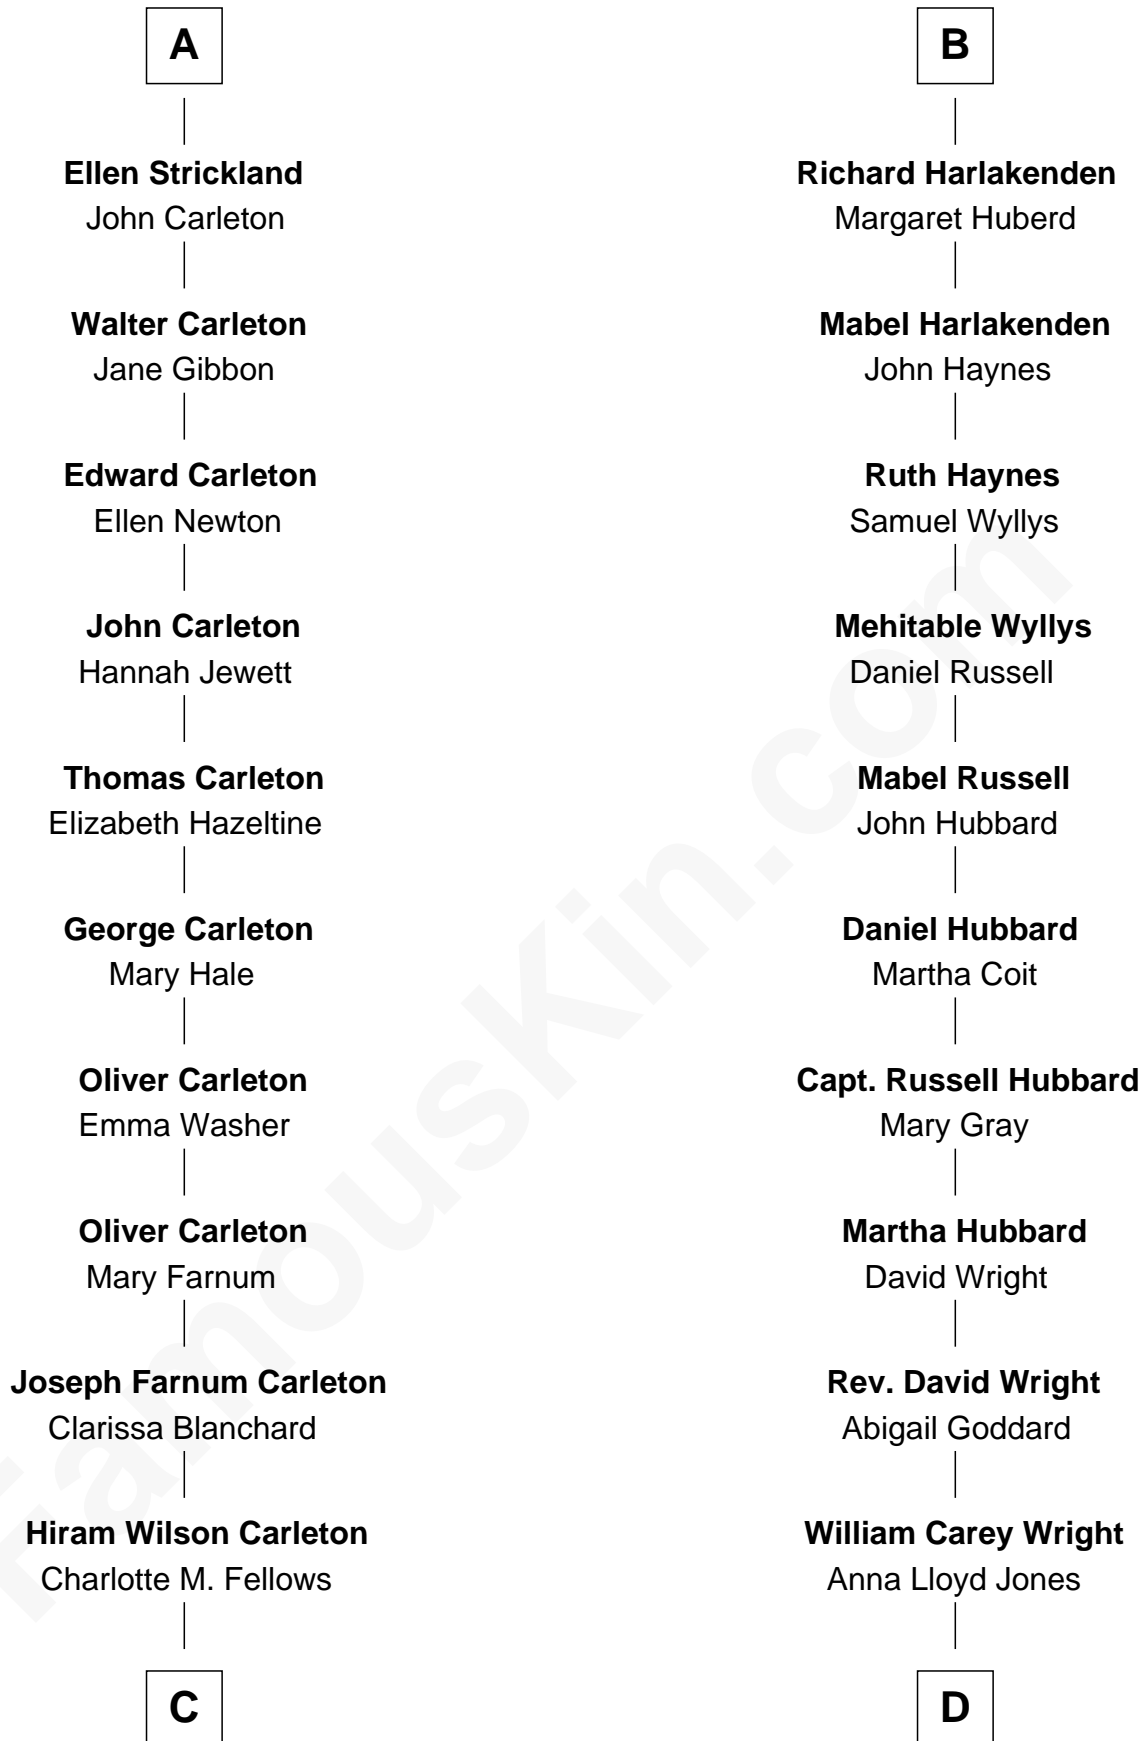 A
Ellen Strickland
John Carleton
Walter Carleton
Jane Gibbon
Edward Carleton
Ellen Newton
John Carleton
Hannah Jewett
Thomas Carleton
Elizabeth Hazeltine
George Carleton
Mary Hale
Oliver Carleton
Emma Washer
Oliver Carleton
Mary Farnum
Joseph Farnum Carleton
Clarissa Blanchard
Hiram Wilson Carleton
Charlotte M. Fellows
C
B
Richard Harlakenden
Margaret Huberd
Mabel Harlakenden
John Haynes
Ruth Haynes
Samuel Wyllys
Mehitable Wyllys
Daniel Russell
Mabel Russell
John Hubbard
Daniel Hubbard
Martha Coit
Capt. Russell Hubbard
Mary Gray
Martha Hubbard
David Wright
Rev. David Wright
Abigail Goddard
William Carey Wright
Anna Lloyd Jones
D
FamousKin.com